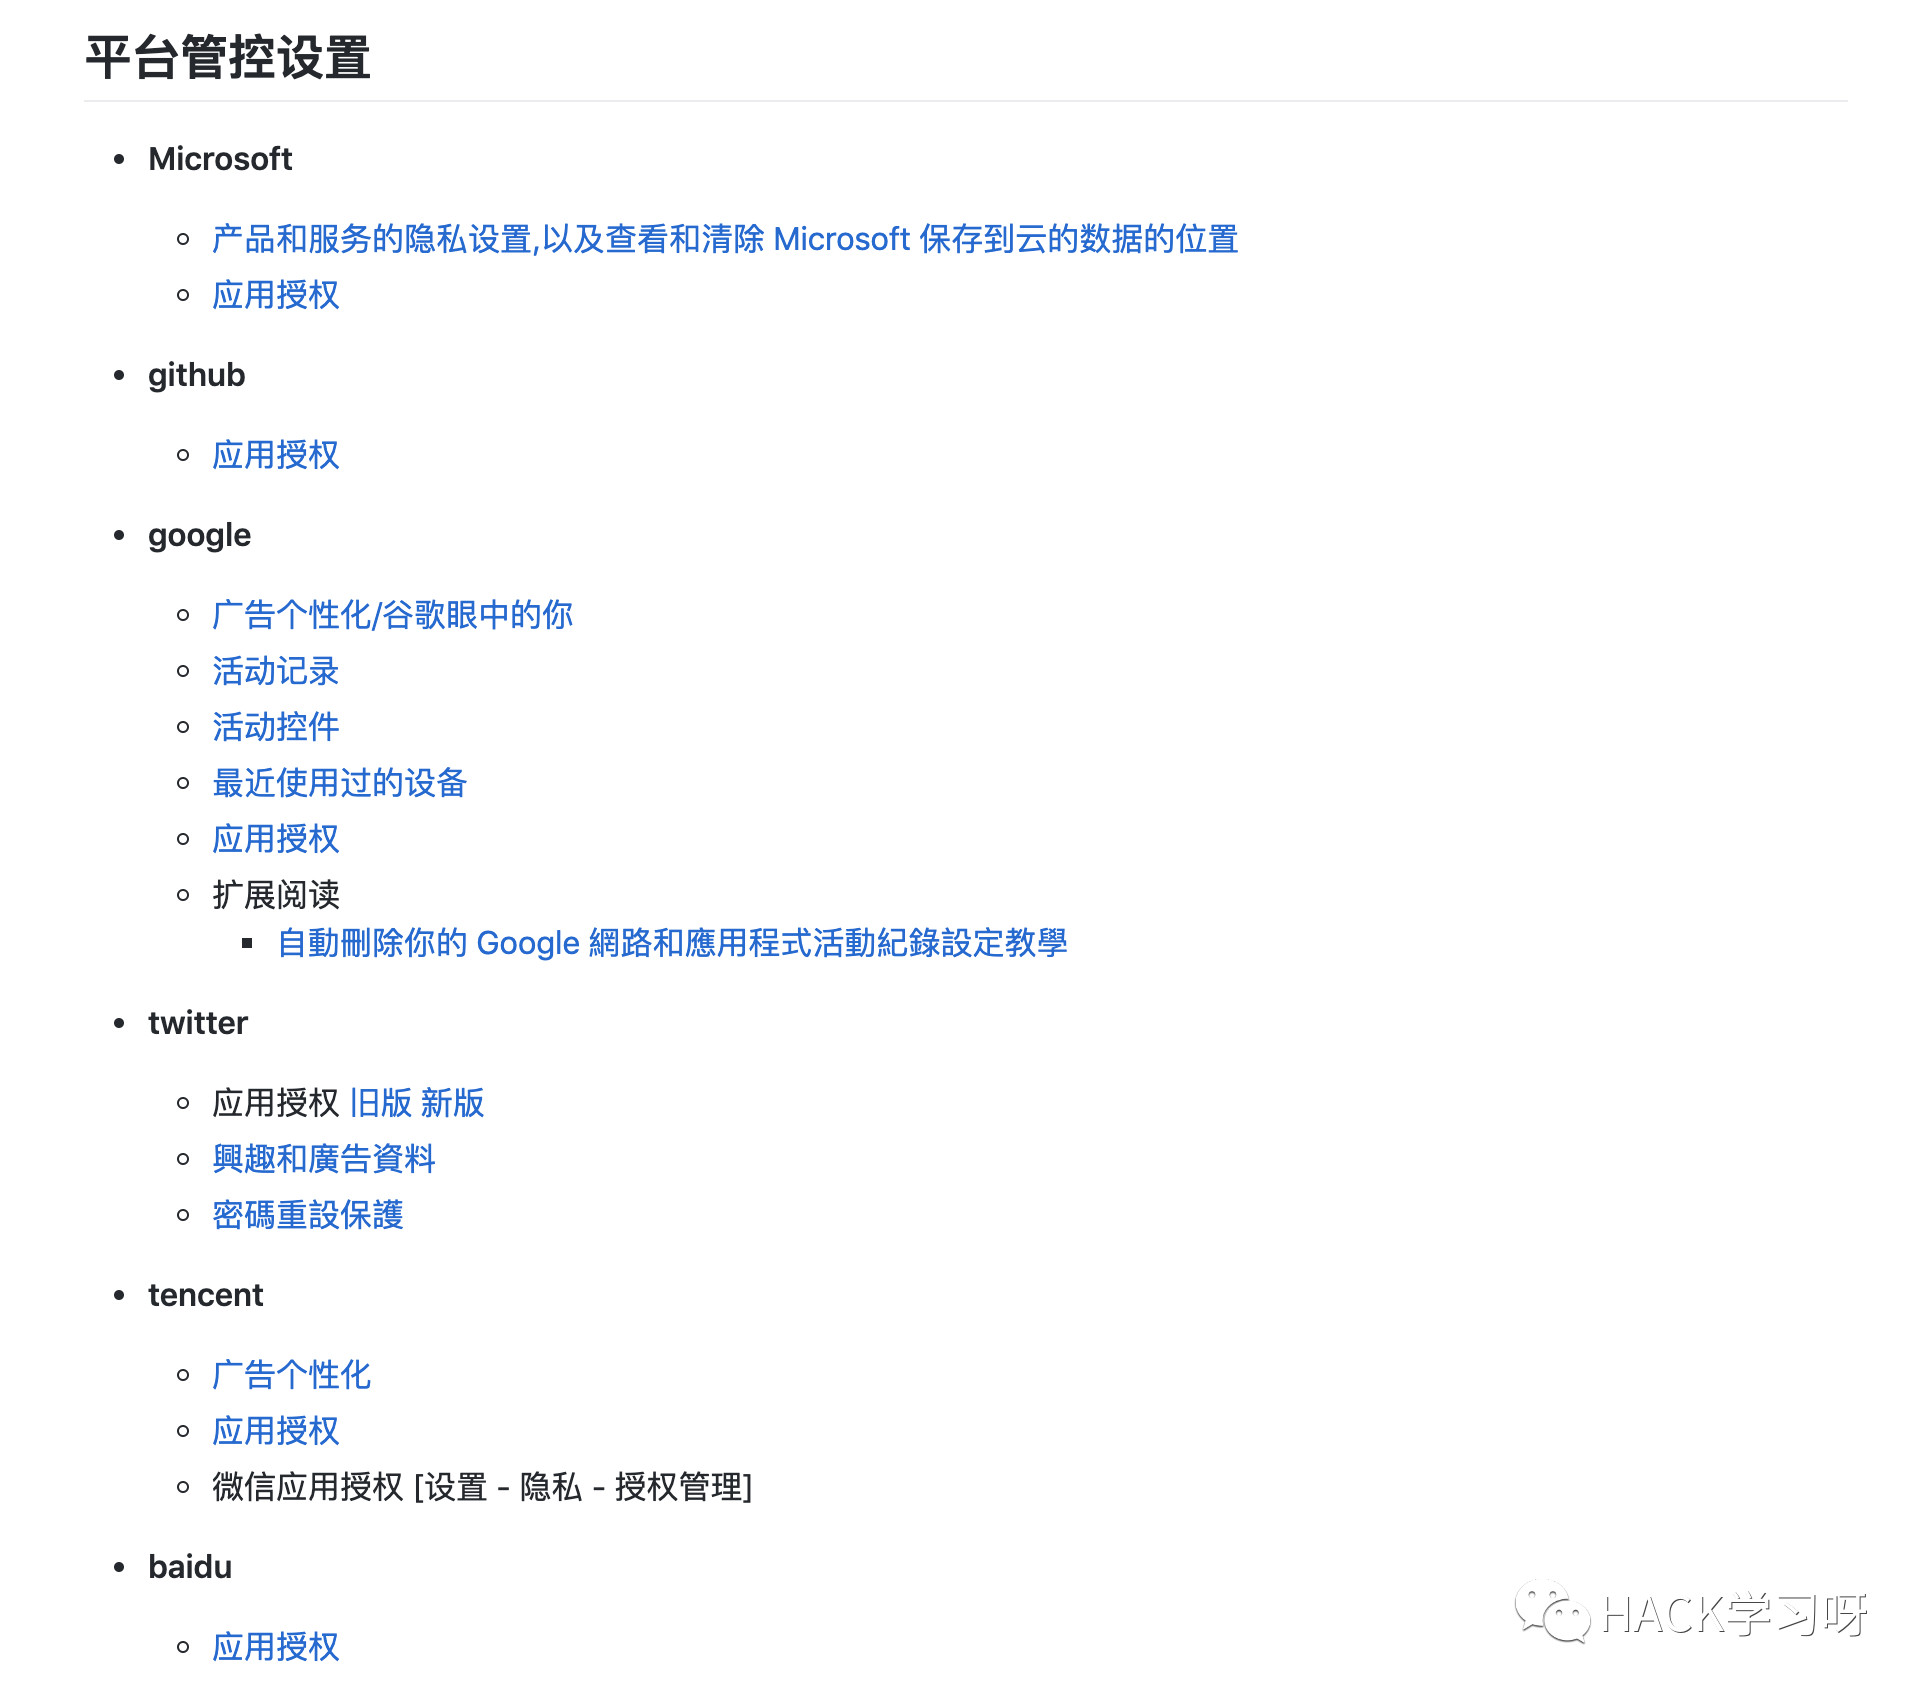 平台管控设置
Microsoft
产品和服务的隐私设置,以及查看和清除 Microsoft 保存到云的数据的位置
应用授权
github
应用授权
google
广告个性化/谷歌眼中的你
活动记录
活动控件
最近使用过的设备
应用授权
扩展阅读
自動刪除你的 Google 網路和應用程式活動紀錄設定教學
twitter
应用授权 旧版 新版
興趣和廣告資料
密碼重設保護
tencent
广告个性化
应用授权
微信应用授权 [设置 - 隐私 - 授权管理]
baidu
应用授权
HACK学习呀